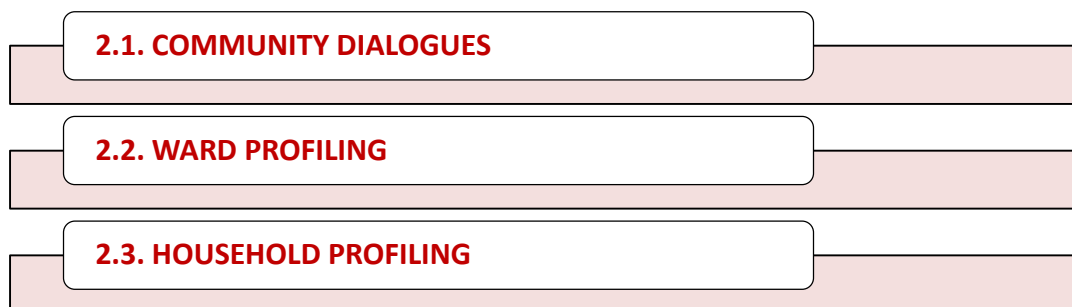 2.1. COMMUNITY DIALOGUES
2.2. WARD PROFILING
2.3. HOUSEHOLD PROFILING